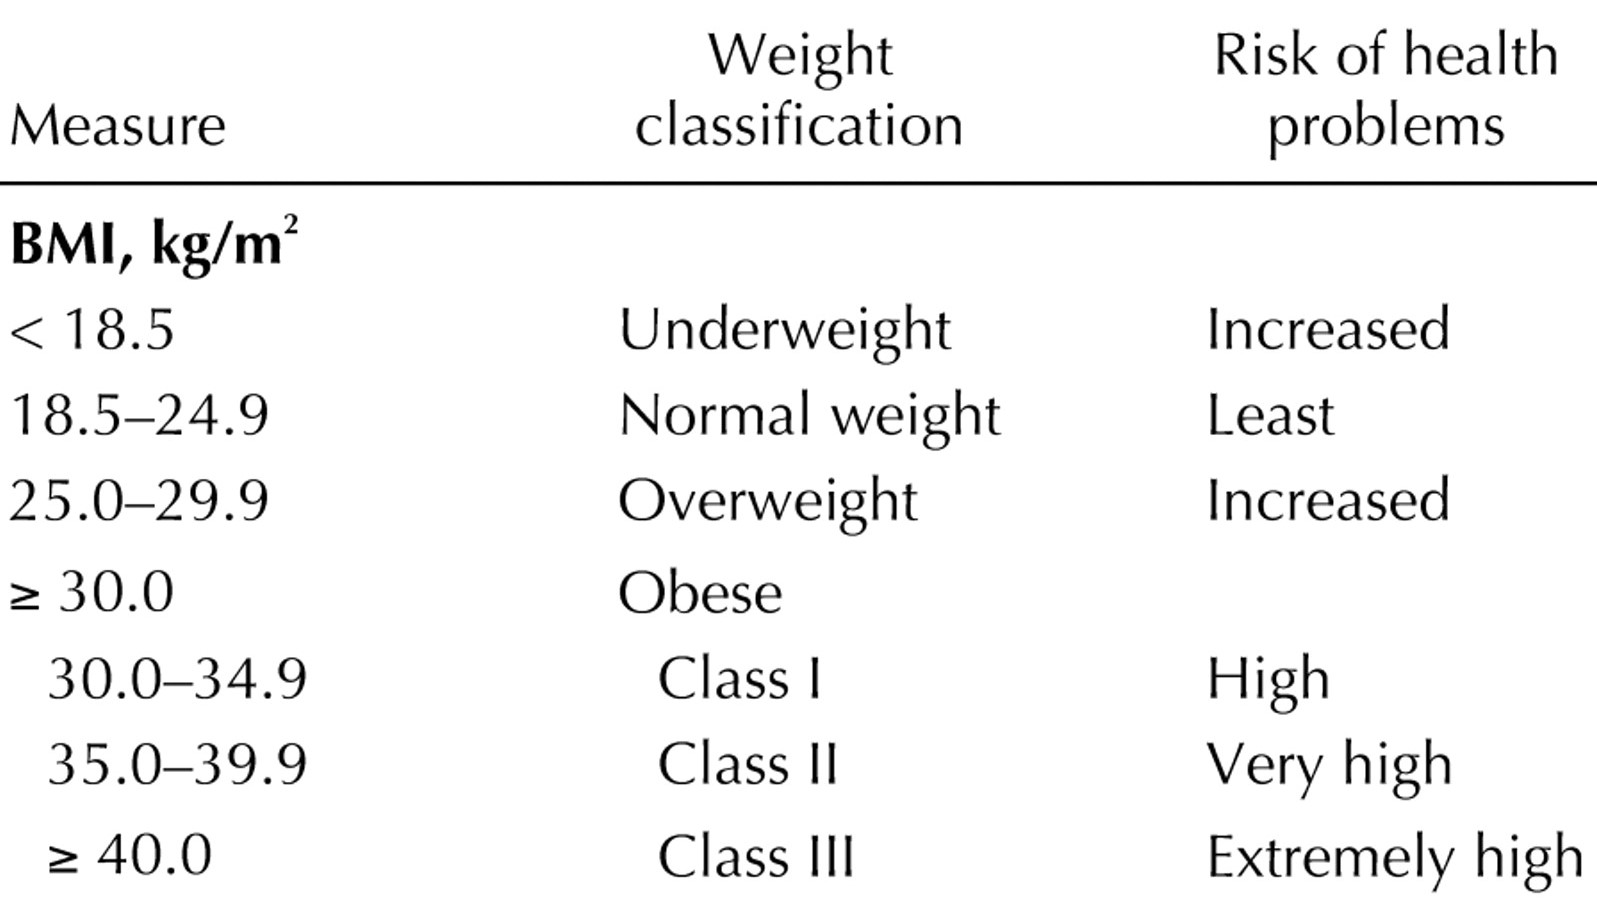 Measure Weight classification Risk of health problems
BMI, kg/m²
< 18.5 Underweight Increased
18.5–24.9 Normal weight Least
25.0–29.9 Overweight Increased
≥ 30.0 Obese
30.0–34.9 Class I High
35.0–39.9 Class II Very high
≥ 40.0 Class III Extremely high